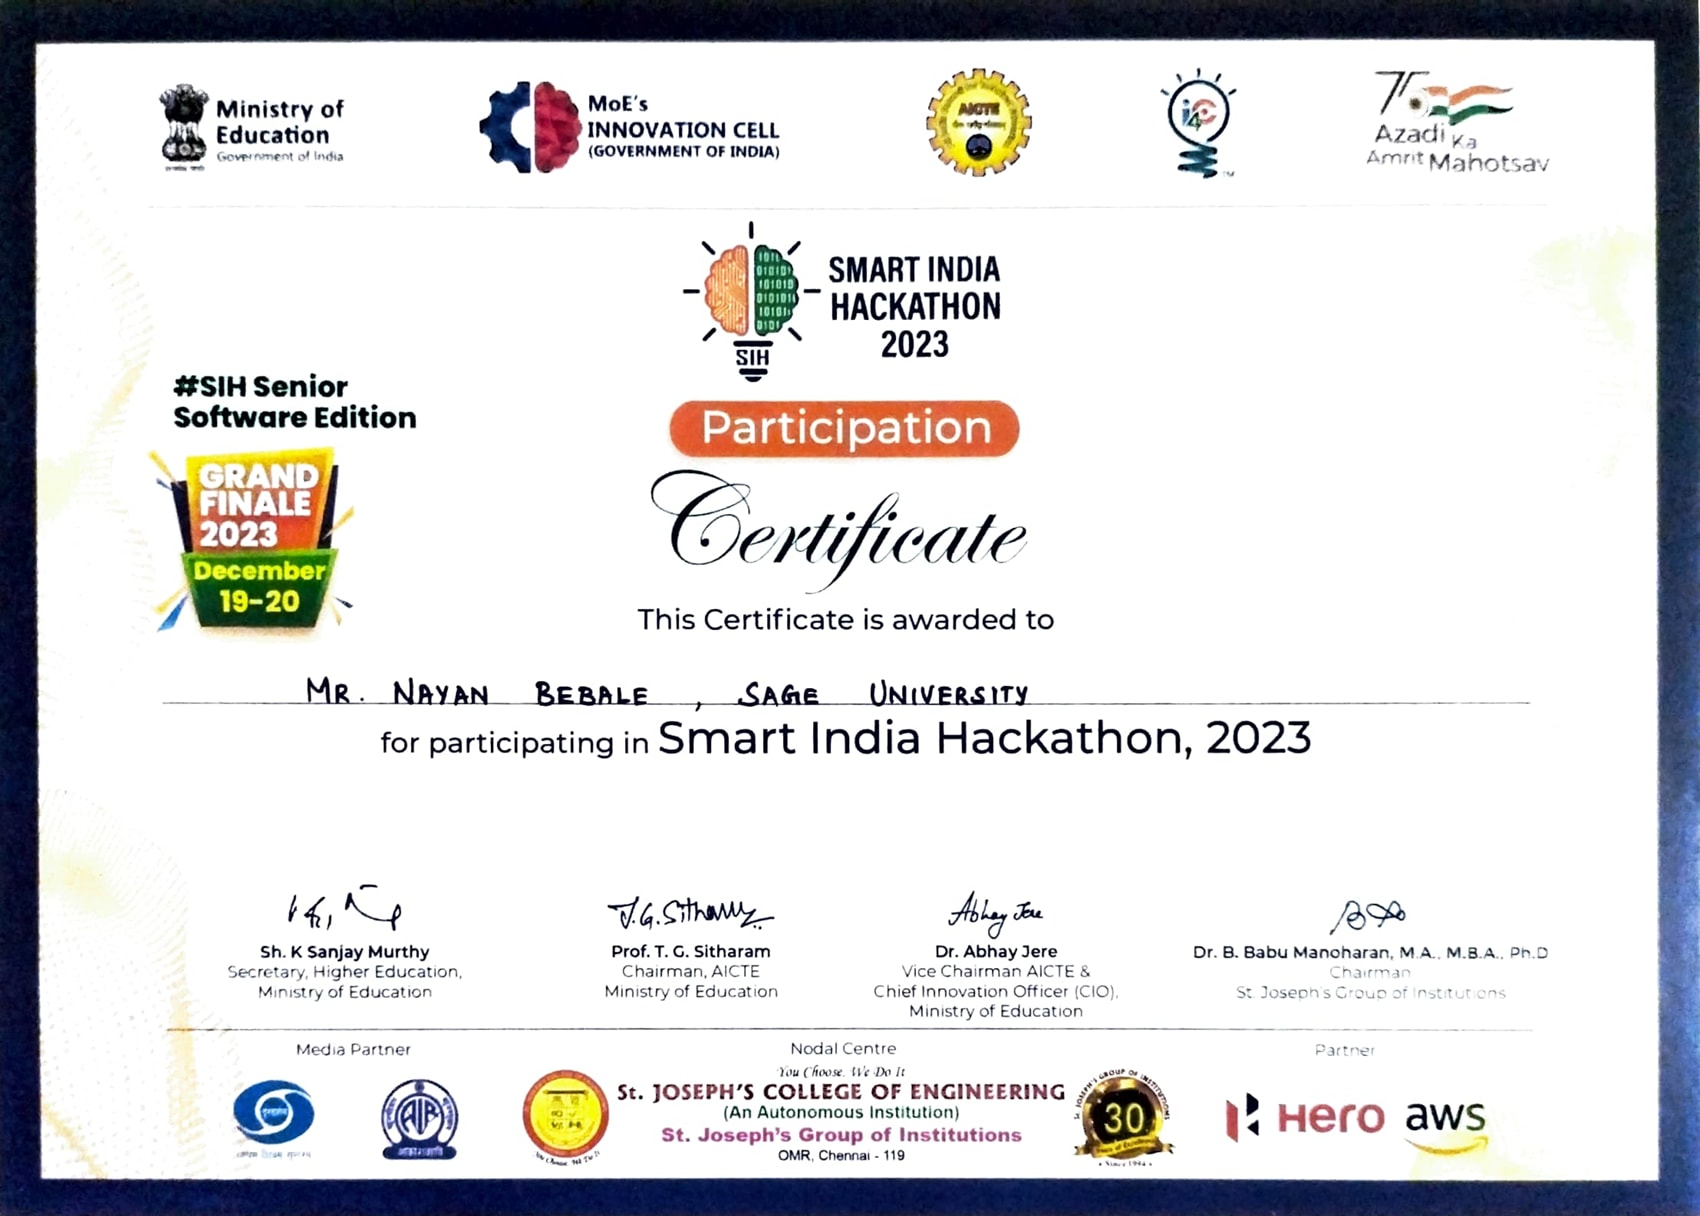 Ministry of
Education
Government of India
MoE's
INNOVATION CELL
(GOVERNMENT OF INDIA)
AICTE
i4C
TM
75
Azadi Ka
Amrit Mahotsav
SMART INDIA
HACKATHON
2023
SIH
#SIH Senior
Software Edition
GRAND
FINALE
2023
December
19-20
Participation
Certificate
This Certificate is awarded to
MR. NAYAN BEBALE , SAGE UNIVERSITY
for participating in Smart India Hackathon, 2023
J.G.Sitharam
Abhay Jere
Sh. K Sanjay Murthy
Secretary, Higher Education,
Ministry of Education
Prof. T. G. Sitharam
Chairman, AICTE
Ministry of Education
Dr. Abhay Jere
Vice Chairman AICTE &
Chief Innovation Officer (CIO),
Ministry of Education
Dr. B. Babu Manoharan, M.A., M.B.A., Ph.D
Chairman
St. Joseph's Group of Institutions
Media Partner
Nodal Centre
Partner
AIR
You Choose. We Do It
St. JOSEPH'S COLLEGE OF ENGINEERING
(An Autonomous Institution)
St. Joseph's Group of Institutions
OMR, Chennai - 119
30
Hero
aws